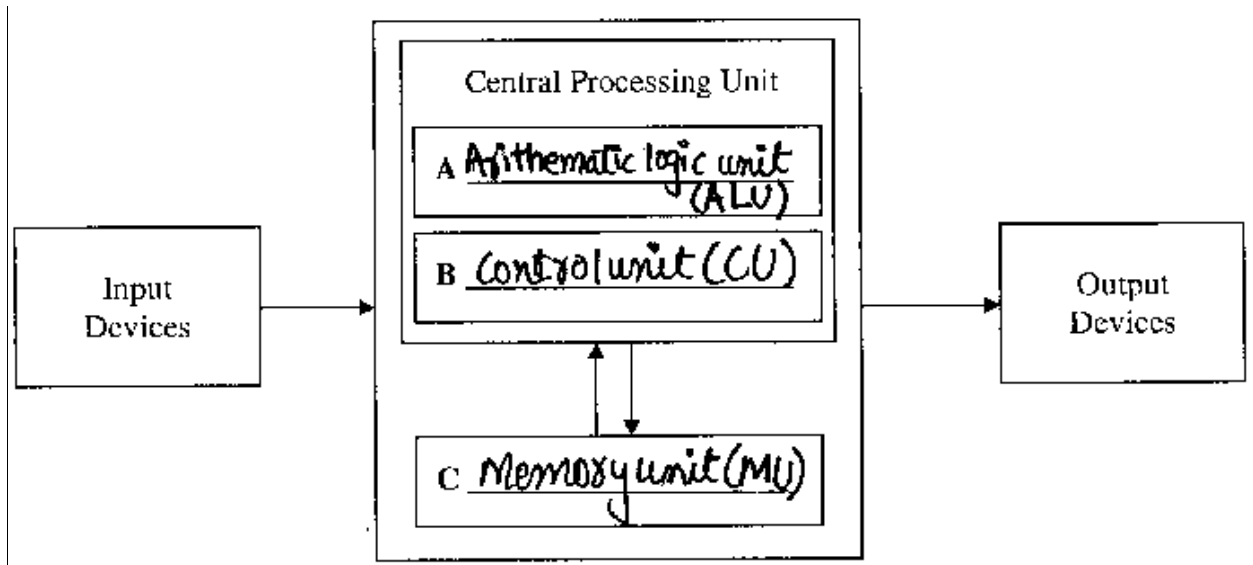 Central Processing Unit
A Arithematic logic unit
(ALU)
B Control unit (CU)
Input
Devices
Output
Devices
C Memory unit (MU)